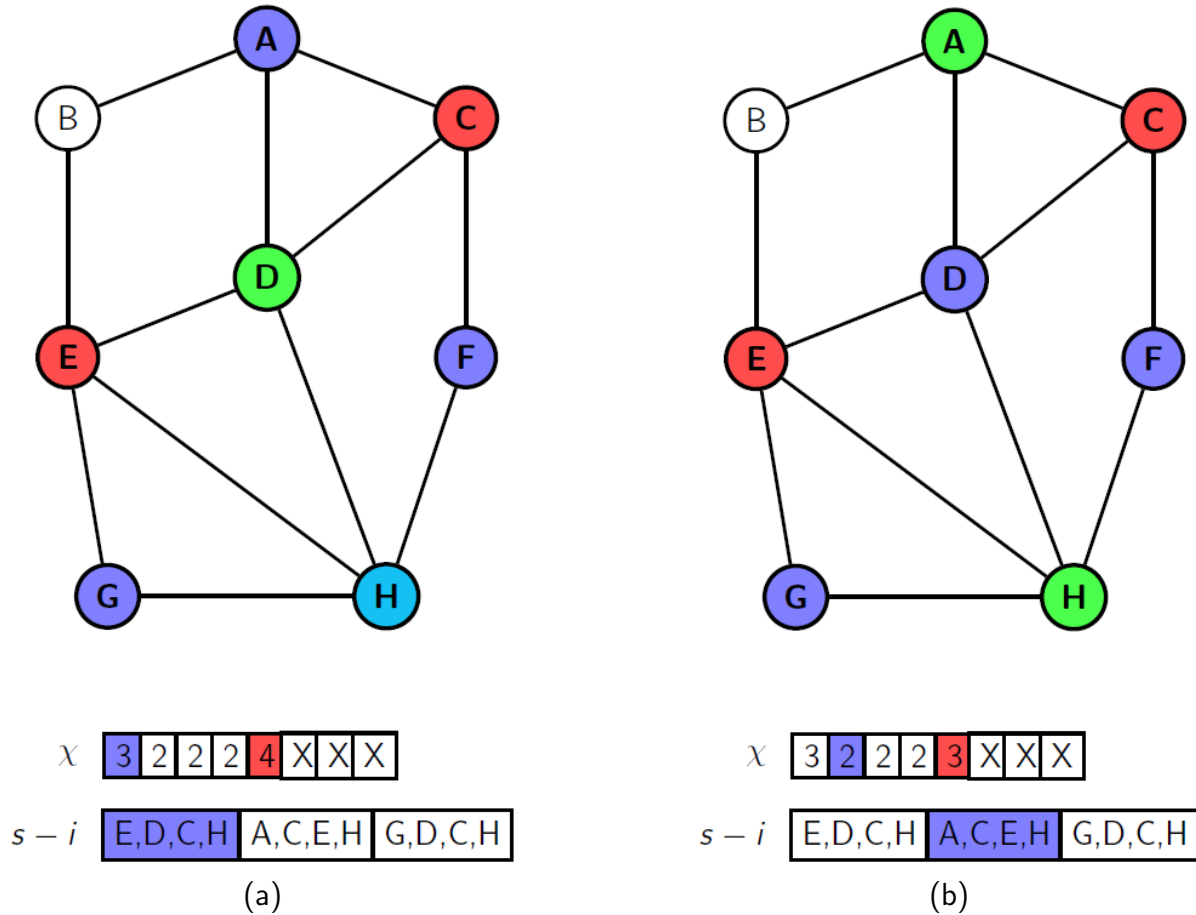 A
A
B
C
B
C
D
D
E
F
E
F
G
H
G
H
χ 3 2 2 2 4 X X X
χ 3 2 2 2 3 X X X
s − i E,D,C,H A,C,E,H G,D,C,H
s − i E,D,C,H A,C,E,H G,D,C,H
(a)
(b)